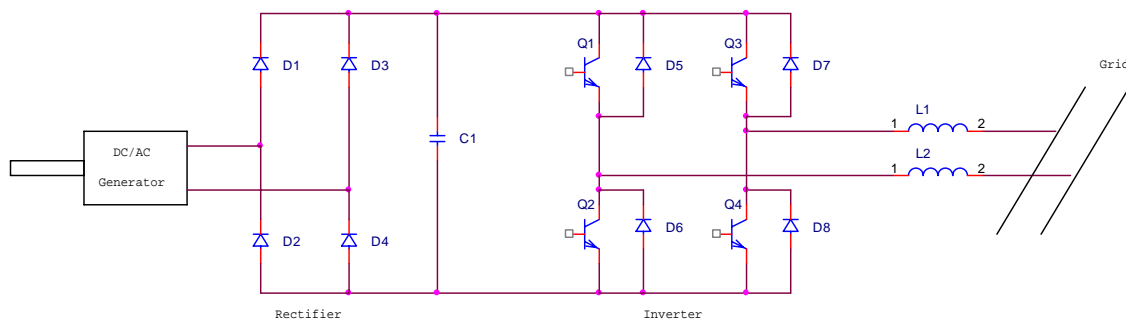 Q1
Q3
D1
D3
D5
D7
Grid
L1
1
2
C1
DC/AC
Generator
L2
1
2
Q2
Q4
D2
D4
D6
D8
Rectifier
Inverter